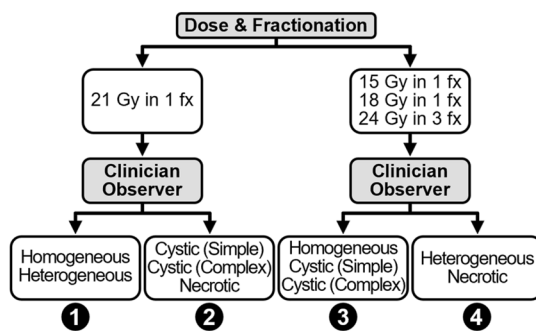 Dose & Fractionation
21 Gy in 1 fx
15 Gy in 1 fx
18 Gy in 1 fx
24 Gy in 3 fx
Clinician
Observer
Clinician
Observer
Homogeneous
Heterogeneous
Cystic (Simple)
Cystic (Complex)
Necrotic
Homogeneous
Cystic (Simple)
Cystic (Complex)
Heterogeneous
Necrotic
1
2
3
4